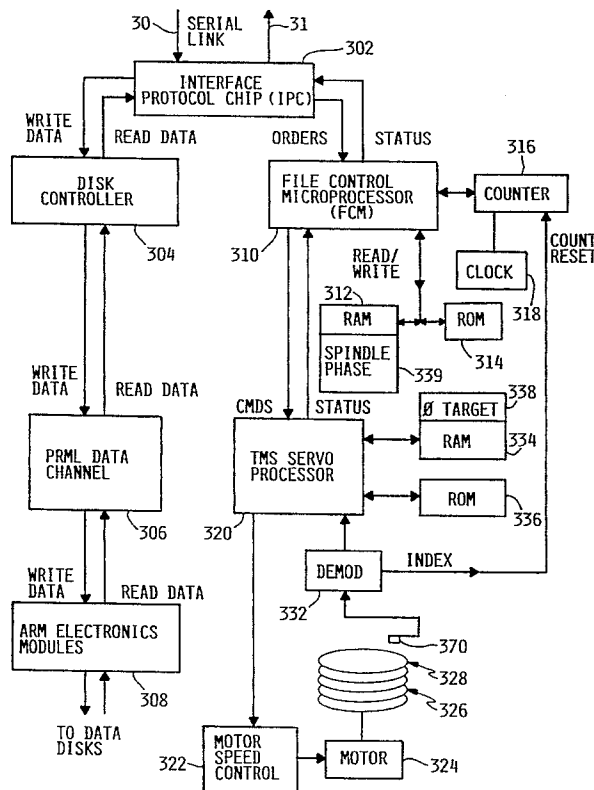 30
SERIAL
LINK
31
302
INTERFACE
PROTOCOL CHIP (IPC)
WRITE
DATA
READ DATA
ORDERS
STATUS
316
DISK
CONTROLLER
304
FILE CONTROL
MICROPROCESSOR
(FCM)
310
COUNTER
COUNT
RESET
READ/
WRITE
CLOCK
318
312
RAM
SPINDLE
PHASE
339
ROM
314
WRITE
DATA
READ DATA
CMDS
STATUS
338
Ø TARGET
RAM
334
PRML DATA
CHANNEL
306
TMS SERVO
PROCESSOR
320
ROM
336
WRITE
DATA
READ DATA
DEMOD
332
INDEX
ARM ELECTRONICS
MODULES
308
370
328
326
TO DATA
DISKS
322
MOTOR
SPEED
CONTROL
MOTOR
324